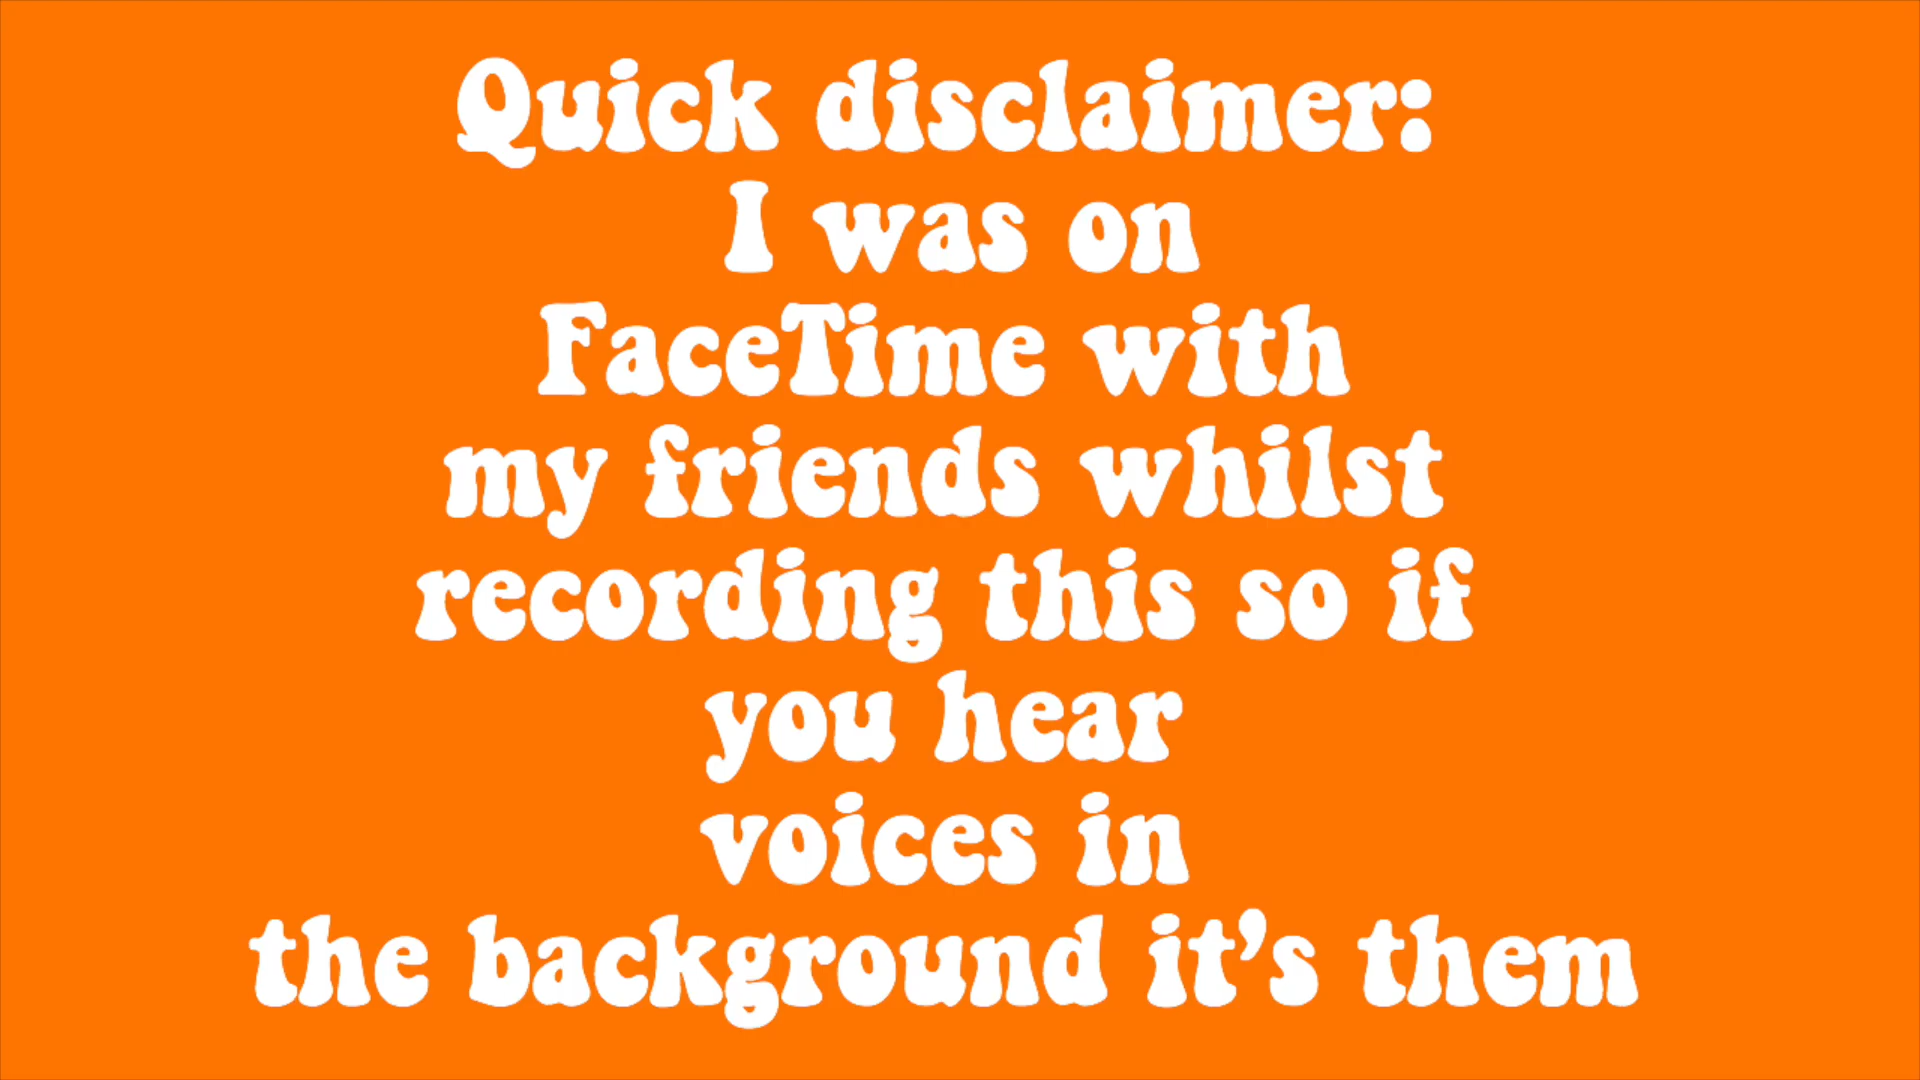 Quick disclaimer:
I was on
FaceTime with
my friends whilst
recording this so if
you hear
voices in
the background it’s them